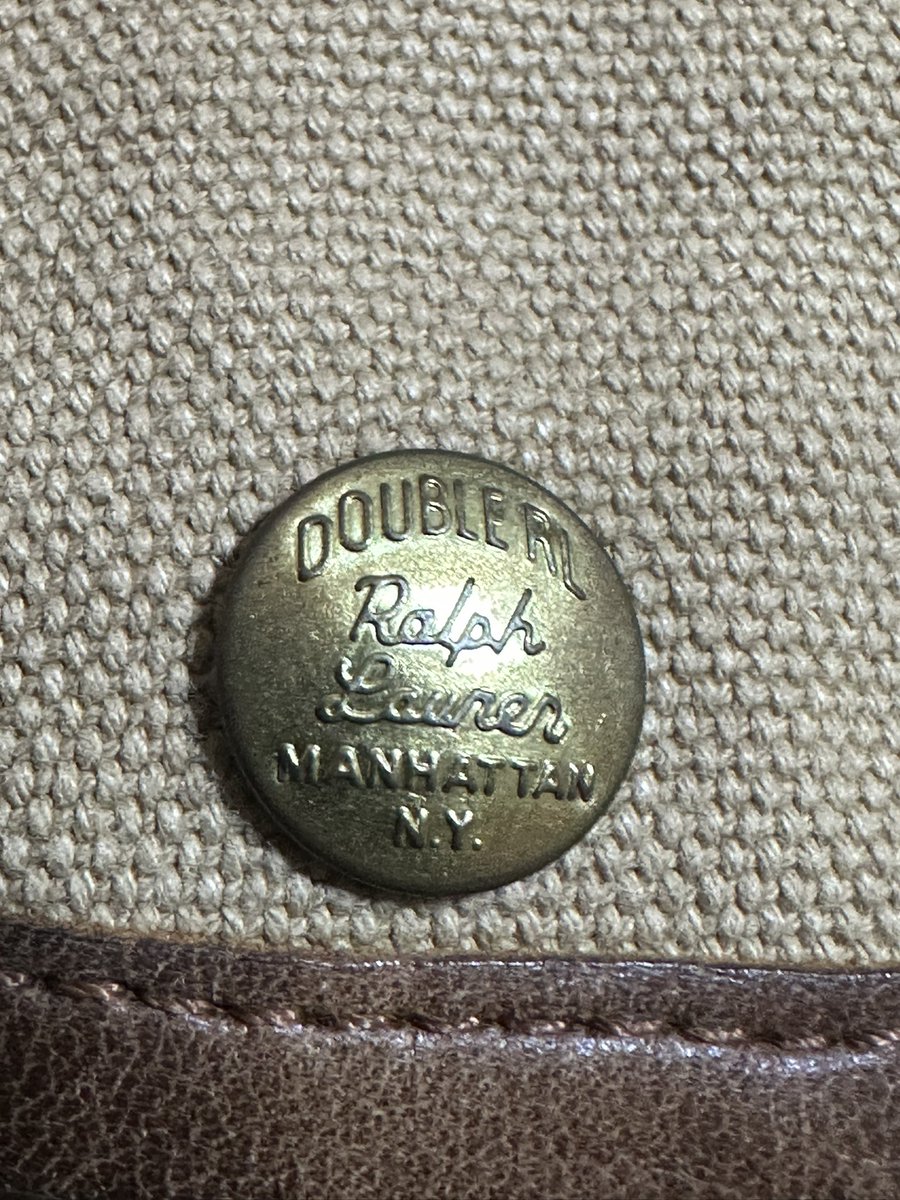 DOUBLE RL
Ralph
Lauren
MANHATTAN
N.Y.